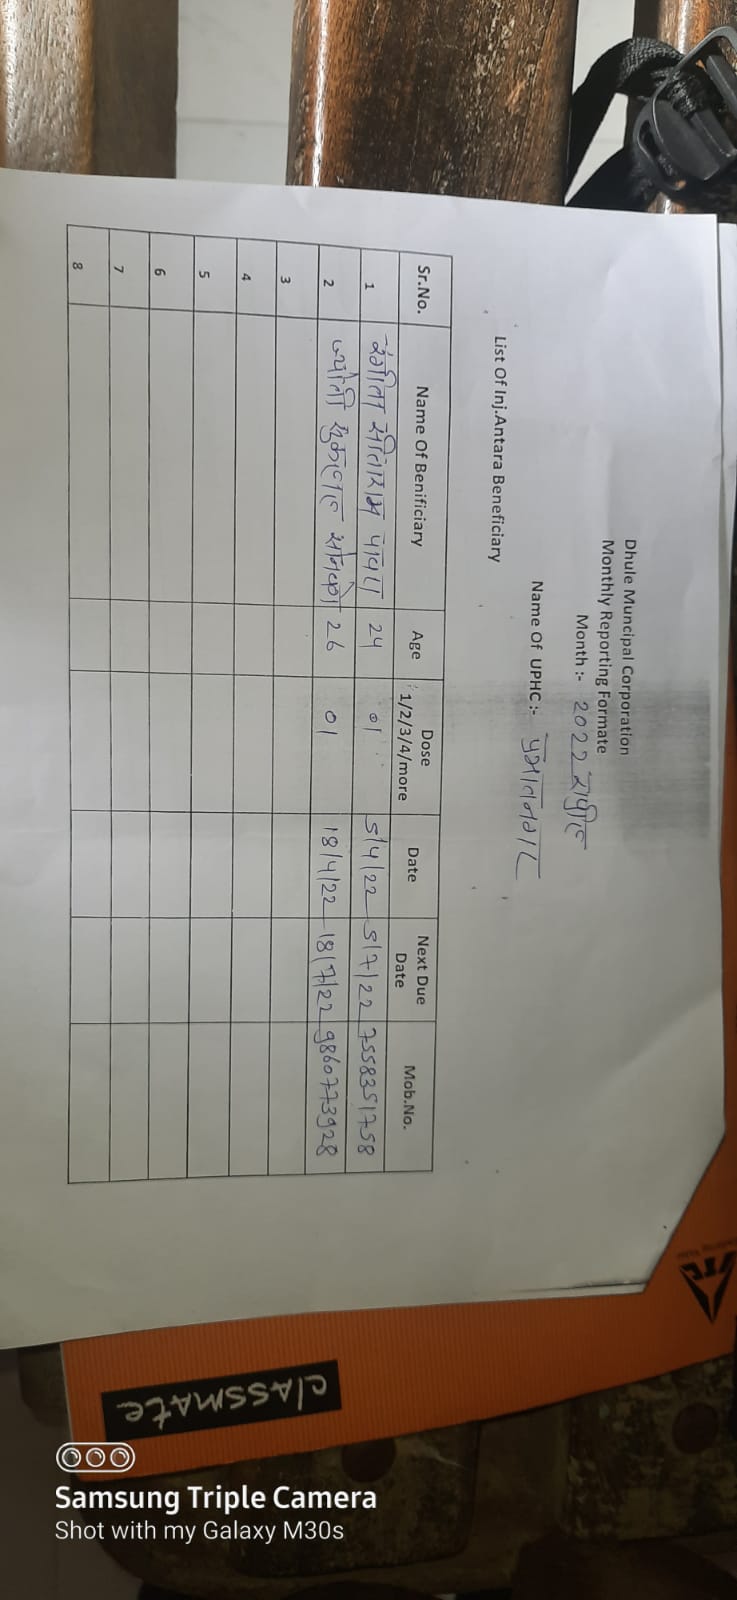 Dhule Muncipal Corporation
Monthly Reporting Formate
Month :- 2022 एप्रील
Name Of UPHC :- प्रभातनगर
List Of Inj.Antara Beneficiary
Sr.No. Name Of Benificiary Age Dose 1/2/3/4/more Date Next Due Date Mob.No.
1 रंगीता सीताराम पावरा 24 01 5/4/22 5/7/22 7558351758
2 ज्योती 26 01 18/4/22 18/7/22 9860773928
3
4
5
6
7
8
classmate
Samsung Triple Camera
Shot with my Galaxy M30s